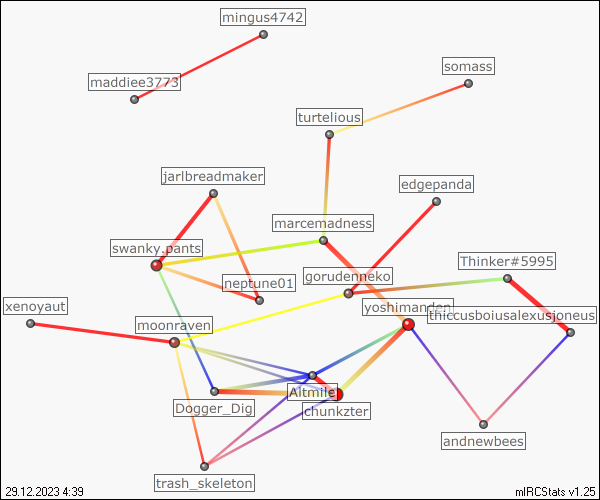 mingus4742
somass
maddiee3773
turtelious
jarlbreadmaker
edgepanda
marcemadness
swanky.pants
Thinker#5995
gorudenneko
neptune01
xenoyaut
yoshimanden
thiccusboiusalexusjoneus
moonraven
Altmile
Dogger_Dig
chunkzter
andnewbees
trash_skeleton
29.12.2023 4:39
mIRCStats v1.25